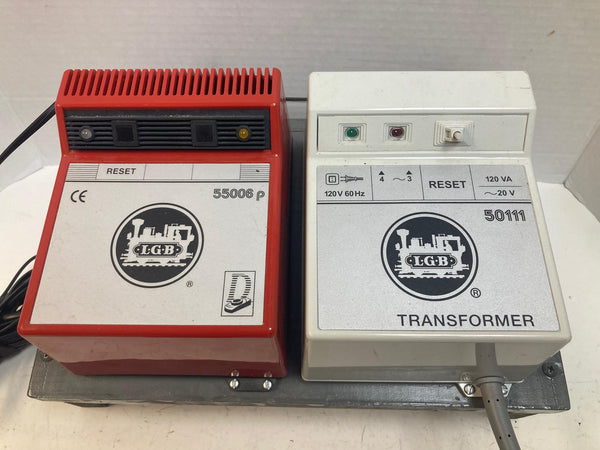 RESET
CE
55006 p
L·G·B
®
120V 60Hz
4 ~ 3
RESET
120 VA
~ 20 V
50111
L·G·B
®
TRANSFORMER